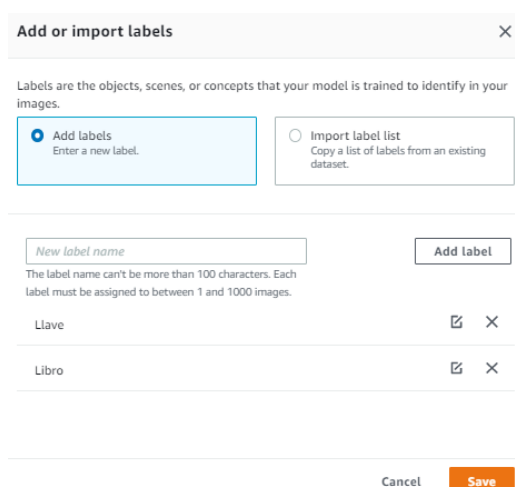 Add or import labels
Labels are the objects, scenes, or concepts that your model is trained to identify in your
images.
Add labels
Enter a new label.
Import label list
Copy a list of labels from an existing
dataset.
New label name
Add label
The label name can't be more than 100 characters. Each
label must be assigned to between 1 and 1000 images.
Llave
Libro
Cancel
Save